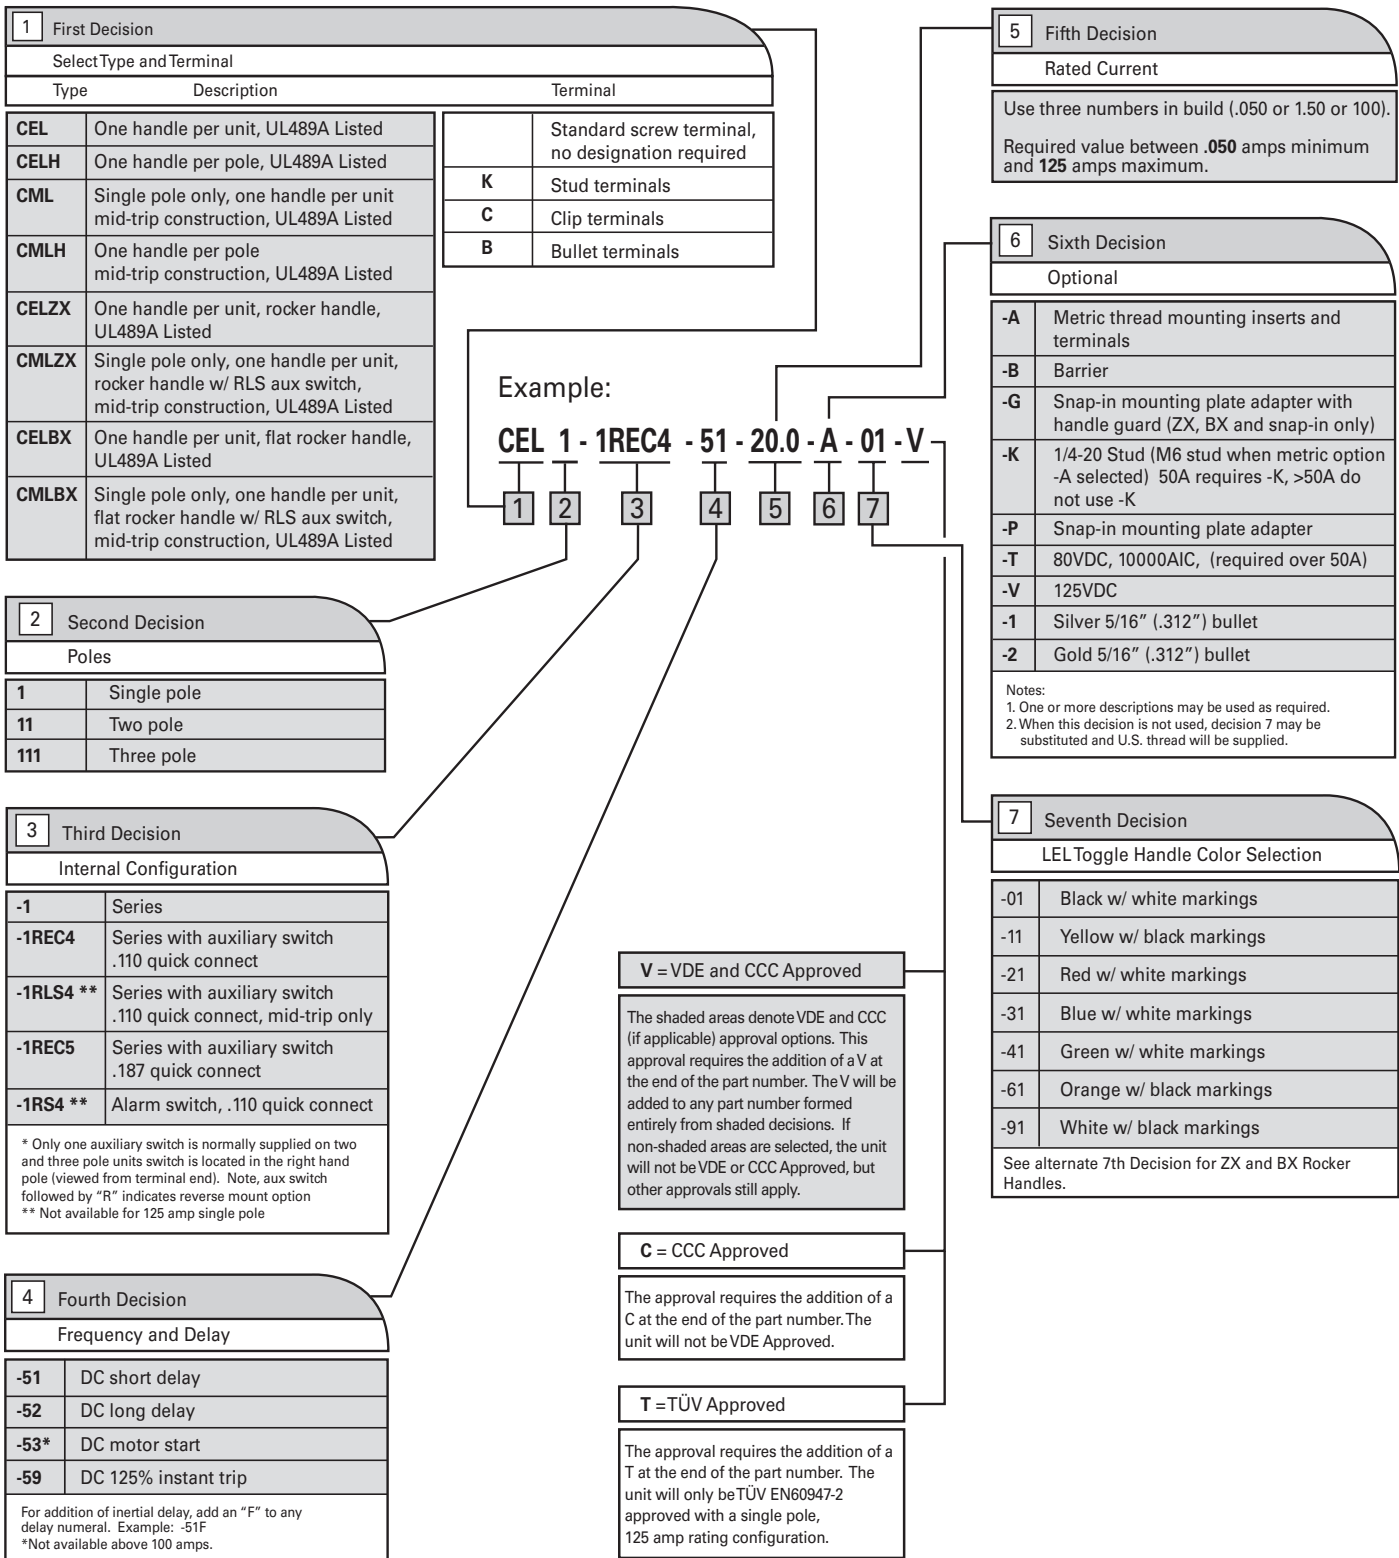 1 First Decision
Select Type and Terminal
Type Description Terminal
CEL One handle per unit, UL489A Listed
CELH One handle per pole, UL489A Listed
CML Single pole only, one handle per unit
mid-trip construction, UL489A Listed
CMLH One handle per pole
mid-trip construction, UL489A Listed
CELZX One handle per unit, rocker handle,
UL489A Listed
CMLZX Single pole only, one handle per unit,
rocker handle w/ RLS aux switch,
mid-trip construction, UL489A Listed
CELBX One handle per unit, flat rocker handle,
UL489A Listed
CMLBX Single pole only, one handle per unit,
flat rocker handle w/ RLS aux switch,
mid-trip construction, UL489A Listed
Standard screw terminal,
no designation required
K Stud terminals
C Clip terminals
B Bullet terminals
Example:
CEL 1 - 1REC4 - 51 - 20.0 - A - 01 - V
1 2 3 4 5 6 7
2 Second Decision
Poles
1 Single pole
11 Two pole
111 Three pole
3 Third Decision
Internal Configuration
-1 Series
-1REC4 Series with auxiliary switch
.110 quick connect
-1RLS4 ** Series with auxiliary switch
.110 quick connect, mid-trip only
-1REC5 Series with auxiliary switch
.187 quick connect
-1RS4 ** Alarm switch, .110 quick connect
* Only one auxiliary switch is normally supplied on two
and three pole units switch is located in the right hand
pole (viewed from terminal end). Note, aux switch
followed by “R” indicates reverse mount option
** Not available for 125 amp single pole
4 Fourth Decision
Frequency and Delay
-51 DC short delay
-52 DC long delay
-53* DC motor start
-59 DC 125% instant trip
For addition of inertial delay, add an “F” to any
delay numeral. Example: -51F
*Not available above 100 amps.
5 Fifth Decision
Rated Current
Use three numbers in build (.050 or 1.50 or 100).
Required value between .050 amps minimum
and 125 amps maximum.
6 Sixth Decision
Optional
-A Metric thread mounting inserts and
terminals
-B Barrier
-G Snap-in mounting plate adapter with
handle guard (ZX, BX and snap-in only)
-K 1/4-20 Stud (M6 stud when metric option
-A selected) 50A requires -K, >50A do
not use -K
-P Snap-in mounting plate adapter
-T 80VDC, 10000AIC, (required over 50A)
-V 125VDC
-1 Silver 5/16” (.312”) bullet
-2 Gold 5/16” (.312”) bullet
Notes:
1. One or more descriptions may be used as required.
2. When this decision is not used, decision 7 may be
substituted and U.S. thread will be supplied.
7 Seventh Decision
LEL Toggle Handle Color Selection
-01 Black w/ white markings
-11 Yellow w/ black markings
-21 Red w/ white markings
-31 Blue w/ white markings
-41 Green w/ white markings
-61 Orange w/ black markings
-91 White w/ black markings
See alternate 7th Decision for ZX and BX Rocker
Handles.
V = VDE and CCC Approved
The shaded areas denote VDE and CCC
(if applicable) approval options. This
approval requires the addition of a V at
the end of the part number. The V will be
added to any part number formed
entirely from shaded decisions. If
non-shaded areas are selected, the unit
will not be VDE or CCC Approved, but
other approvals still apply.
C = CCC Approved
The approval requires the addition of a
C at the end of the part number. The
unit will not be VDE Approved.
T =TÜV Approved
The approval requires the addition of a
T at the end of the part number. The
unit will only be TÜV EN60947-2
approved with a single pole,
125 amp rating configuration.